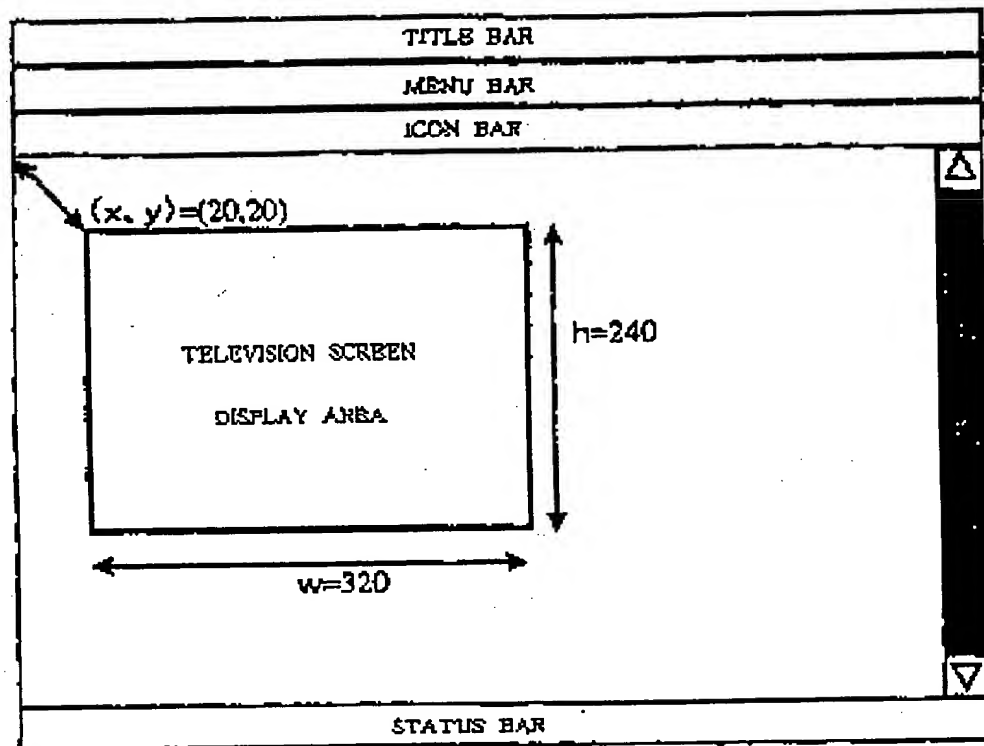 TITLE BAR
MENU BAR
ICON BAR
(x, y)=(20,20)
TELEVISION SCREEN
DISPLAY AREA
h=240
w=320
STATUS BAR